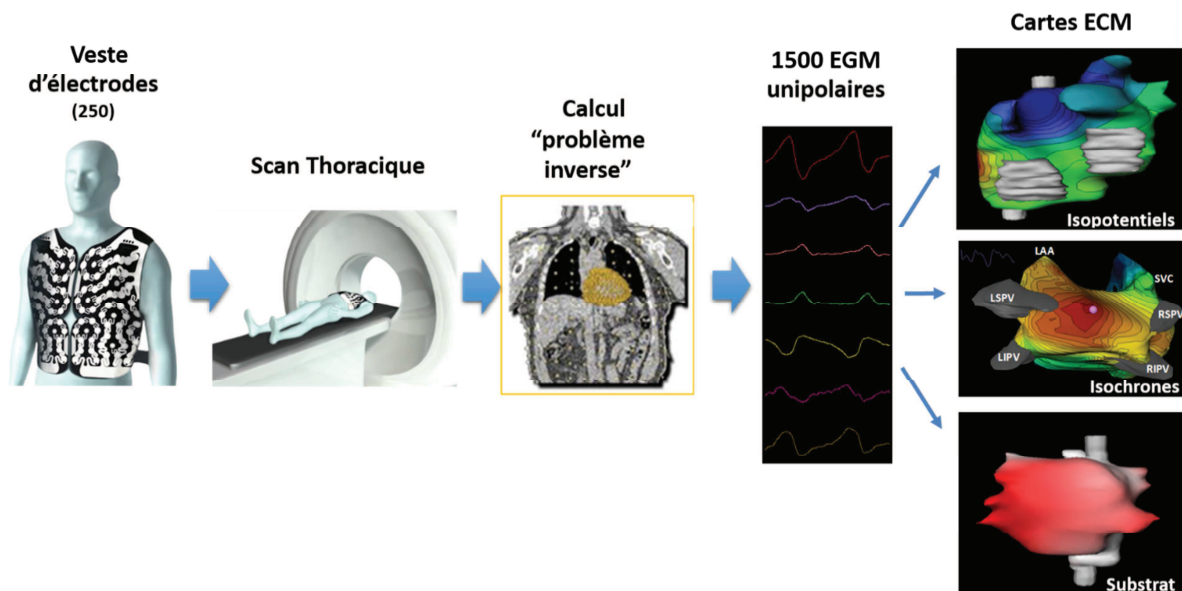 Veste
d'électrodes
(250)
Scan Thoracique
Calcul
“problème
inverse”
1500 EGM
unipolaires
Cartes ECM
Isopotentiels
LAA
SVC
LSPV
RSPV
LIPV
RIPV
Isochrones
Substrat